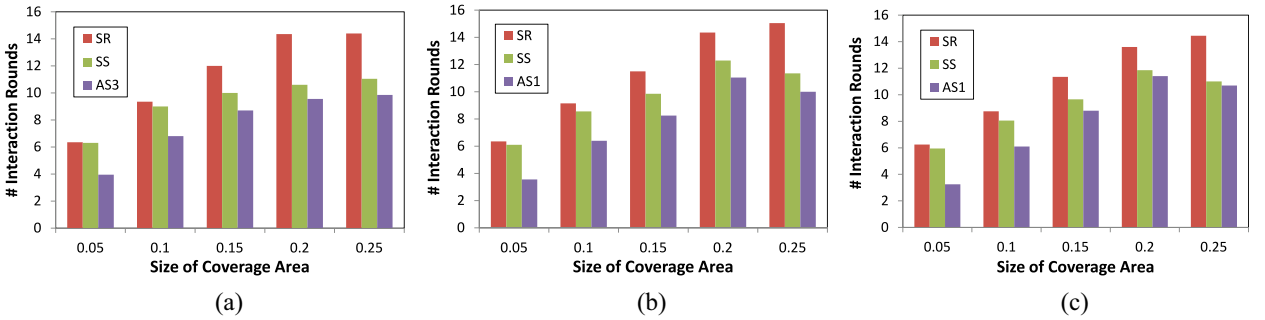 # Interaction Rounds
16
14
12
10
8
6
4
2
0
SR
SS
AS3
0.05 0.1 0.15 0.2 0.25
Size of Coverage Area
(a)
# Interaction Rounds
16
14
12
10
8
6
4
2
0
SR
SS
AS1
0.05 0.1 0.15 0.2 0.25
Size of Coverage Area
(b)
# Interaction Rounds
16
14
12
10
8
6
4
2
0
SR
SS
AS1
0.05 0.1 0.15 0.2 0.25
Size of Coverage Area
(c)